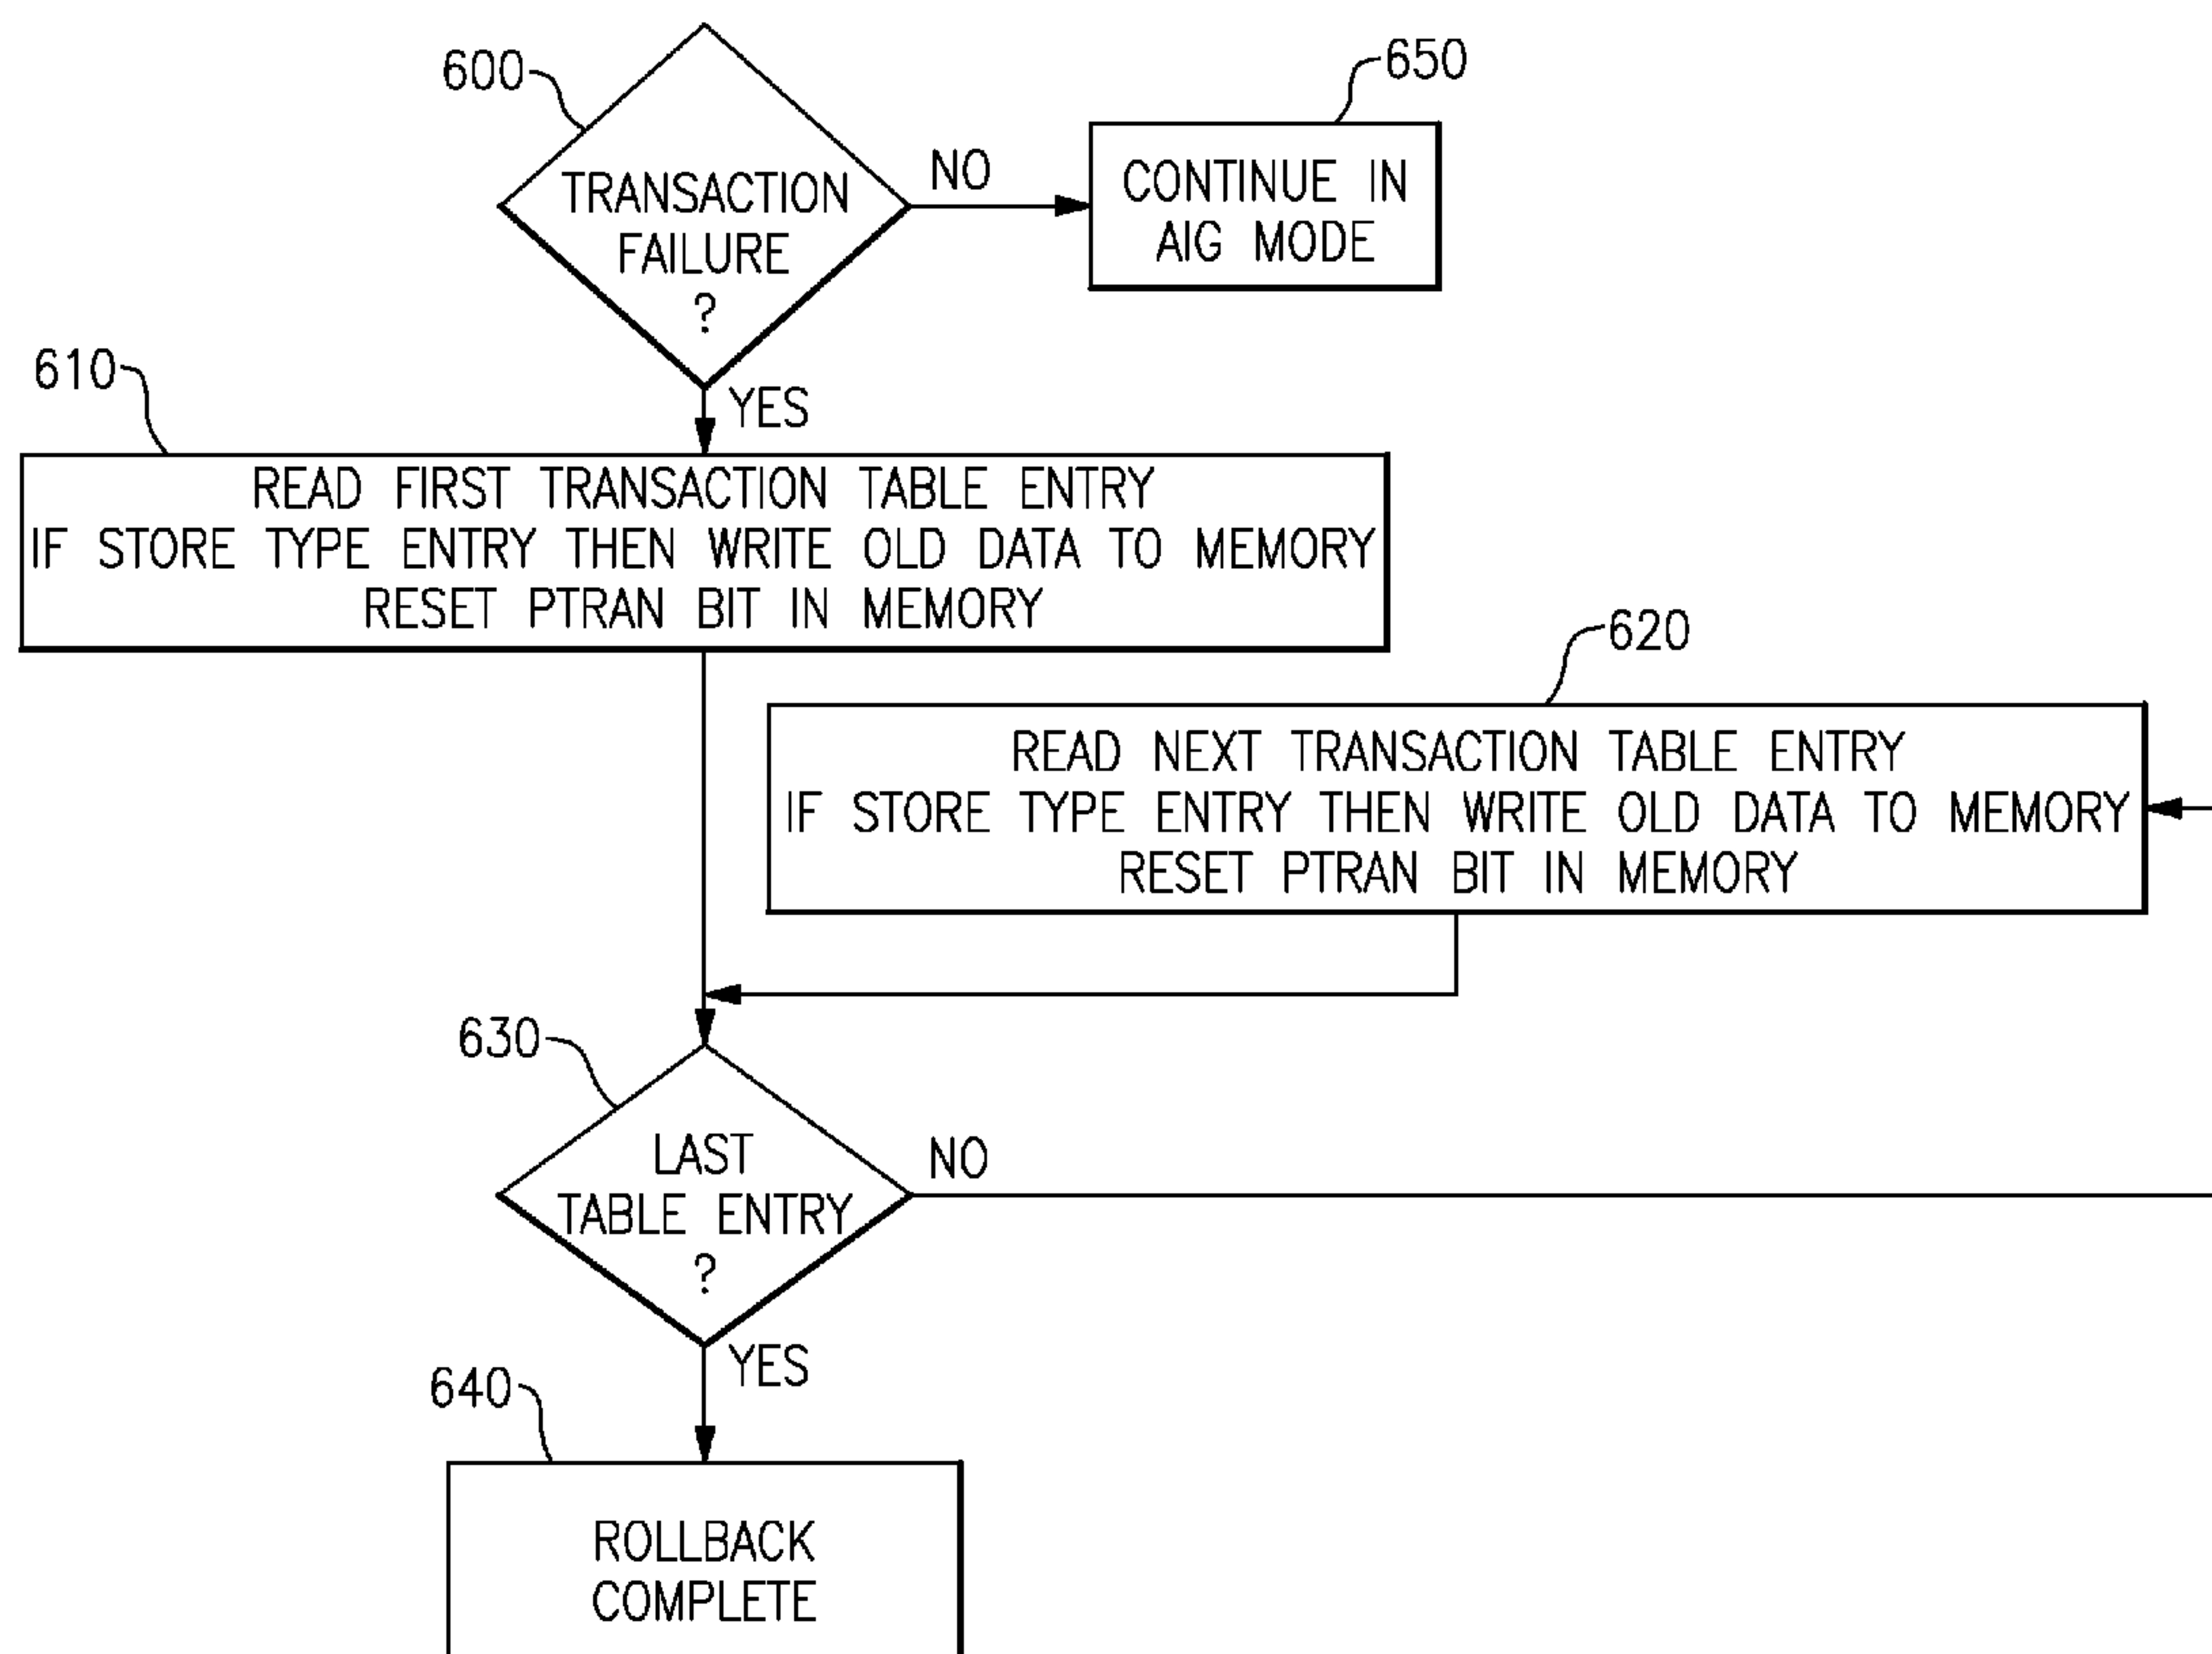 600
650
TRANSACTION
FAILURE
?
NO
CONTINUE IN
AIG MODE
YES
610
READ FIRST TRANSACTION TABLE ENTRY
IF STORE TYPE ENTRY THEN WRITE OLD DATA TO MEMORY
RESET PTRAN BIT IN MEMORY
620
READ NEXT TRANSACTION TABLE ENTRY
IF STORE TYPE ENTRY THEN WRITE OLD DATA TO MEMORY
RESET PTRAN BIT IN MEMORY
630
LAST
TABLE ENTRY
?
NO
YES
640
ROLLBACK
COMPLETE